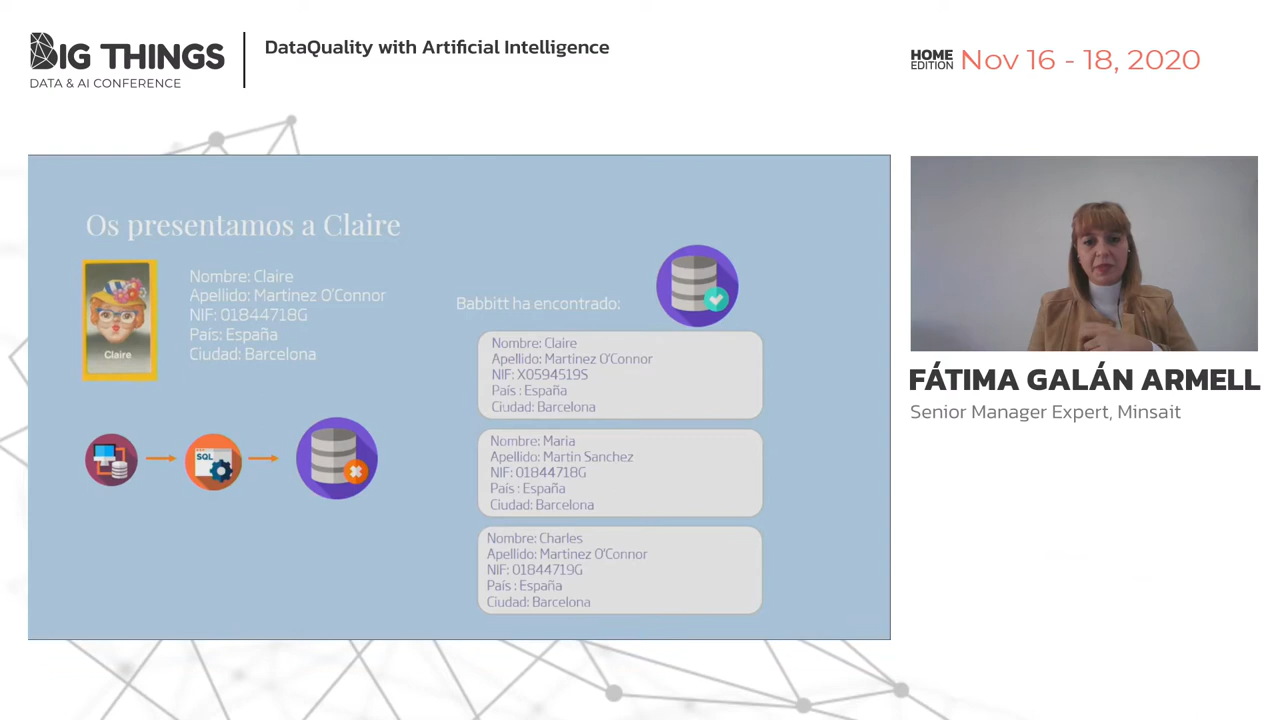 BIG THINGS
DATA & AI CONFERENCE
DataQuality with Artificial Intelligence
HOME
EDITION
Nov 16 - 18, 2020
Os presentamos a Claire
Claire
Nombre: Claire
Apellido: Martinez O'Connor
NIF: 01844718G
País: España
Ciudad: Barcelona
SQL
Babbitt ha encontrado:
Nombre: Claire
Apellido: Martinez O'Connor
NIF: X0594519S
País : España
Ciudad: Barcelona
Nombre: Maria
Apellido: Martin Sanchez
NIF: 01844718G
País : España
Ciudad: Barcelona
Nombre: Charles
Apellido: Martinez O'Connor
NIF: 01844719G
País : España
Ciudad: Barcelona
FÁTIMA GALÁN ARMELL
Senior Manager Expert, Minsait